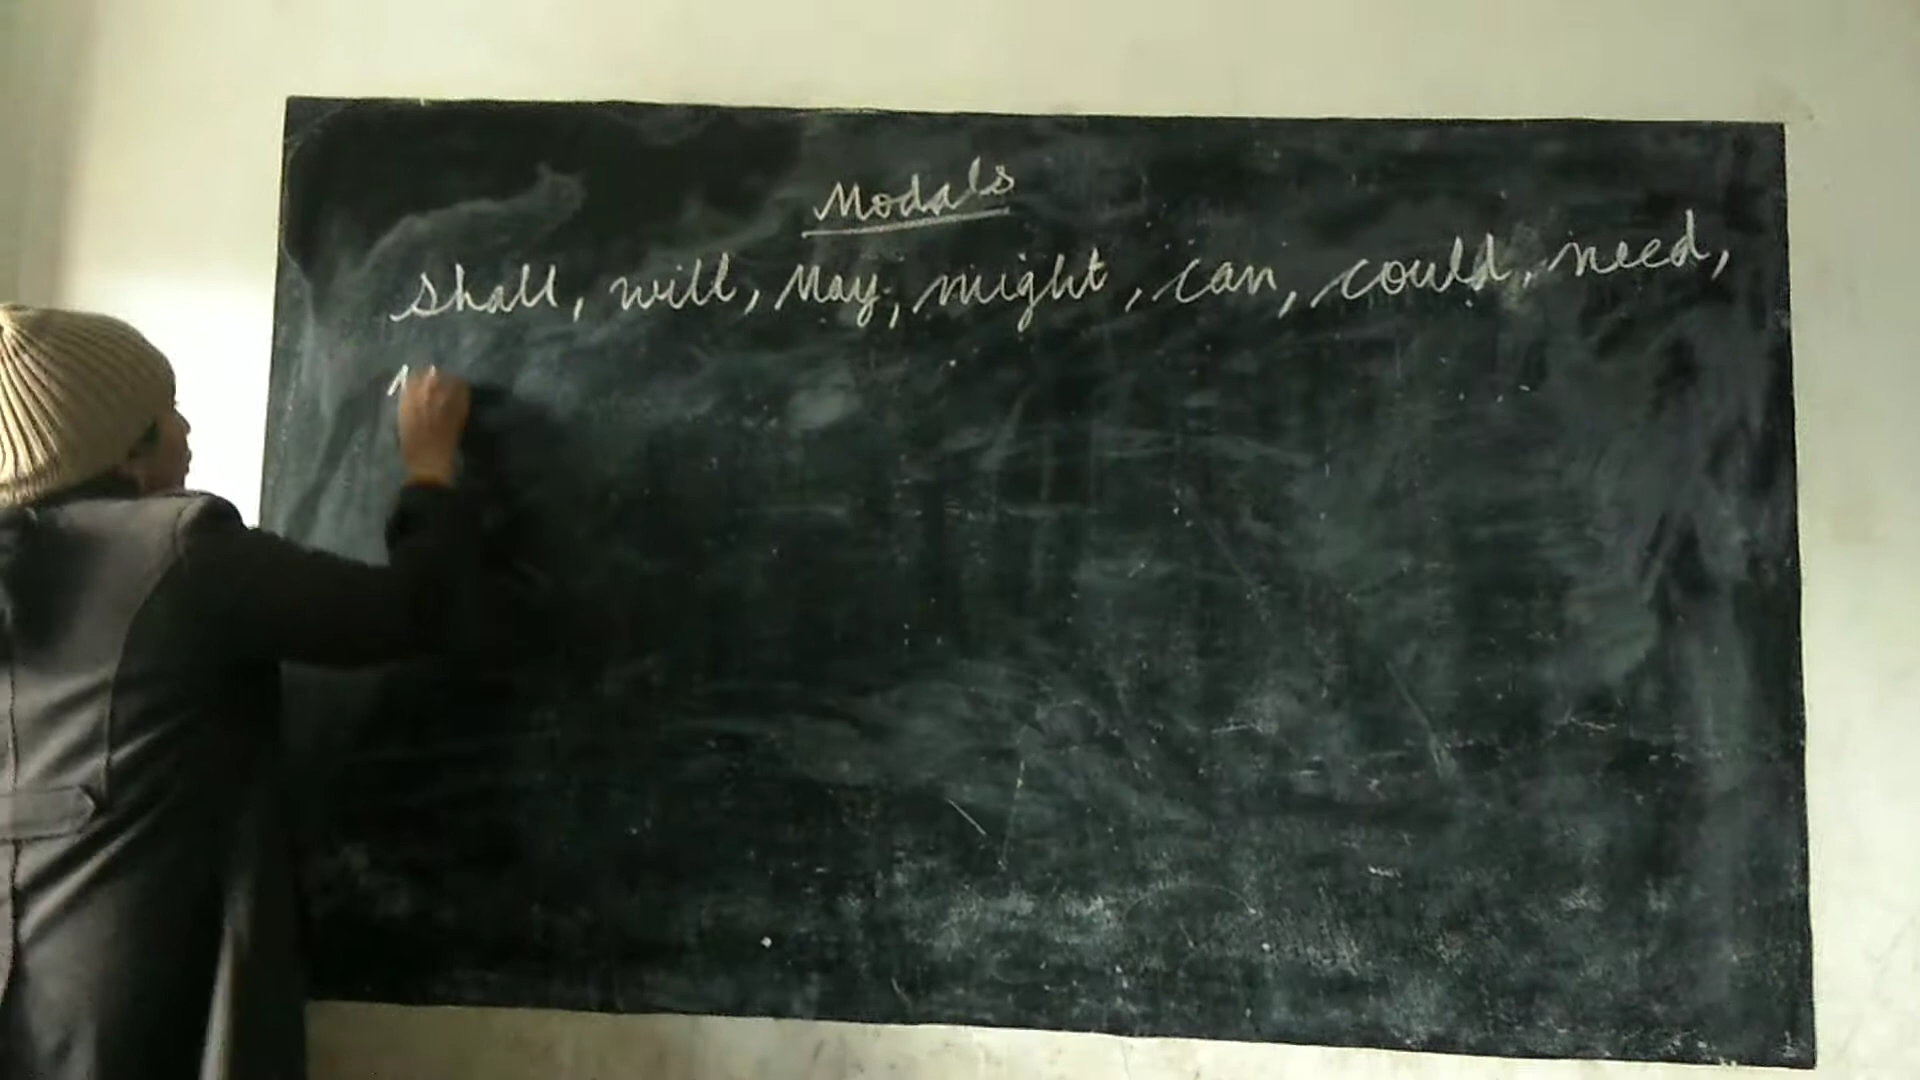 Modals
Shall, will, May, might, can, could, need,